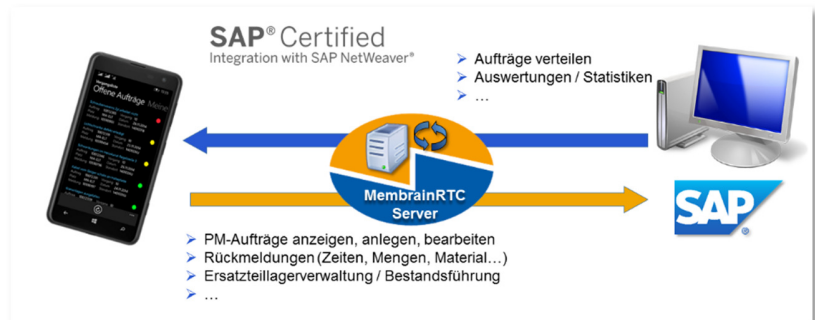 SAP® Certified
Integration with SAP NetWeaver®
➢ Aufträge verteilen
➢ Auswertungen / Statistiken
➢ ...
Offene Aufträge Meine
MembrainRTC
Server
SAP®
➢ PM-Aufträge anzeigen, anlegen, bearbeiten
➢ Rückmeldungen (Zeiten, Mengen, Material...)
➢ Ersatzteillagerverwaltung / Bestandsführung
➢ ...